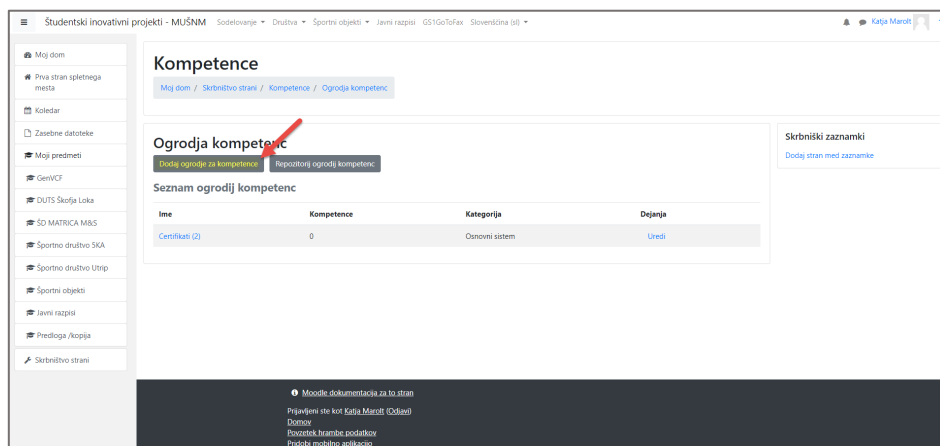 Študentski inovativni projekti - MUŠNM Sodelovanje Društva Športni objekti Javni razpisi GS1GoToFax Slovenščina (sl) Katja Marolt
Moj dom
Prva stran spletnega
mesta
Koledar
Zasebne datoteke
Moji predmeti
GenVCF
DUTS Škofja Loka
ŠD MATRICA M&S
Športno društvo 5KA
Športno društvo Utrip
Športni objekti
Javni razpisi
Predloga /kopija
Skrbništvo strani
Kompetence
Moj dom / Skrbništvo strani / Kompetence / Ogrodja kompetenc
Ogrodja kompetenc
Dodaj ogrodje za kompetence Repozitorij ogrodij kompetenc
Seznam ogrodij kompetenc
Ime Kompetence Kategorija Dejanja
Certifikati (2) 0 Osnovni sistem Uredi
Skrbniški zaznamki
Dodaj stran med zaznamke
Moodle dokumentacija za to stran
Prijavljeni ste kot Katja Marolt (Odjavi)
Domov
Povzetek hrambe podatkov
Pridobi mobilno aplikacijo